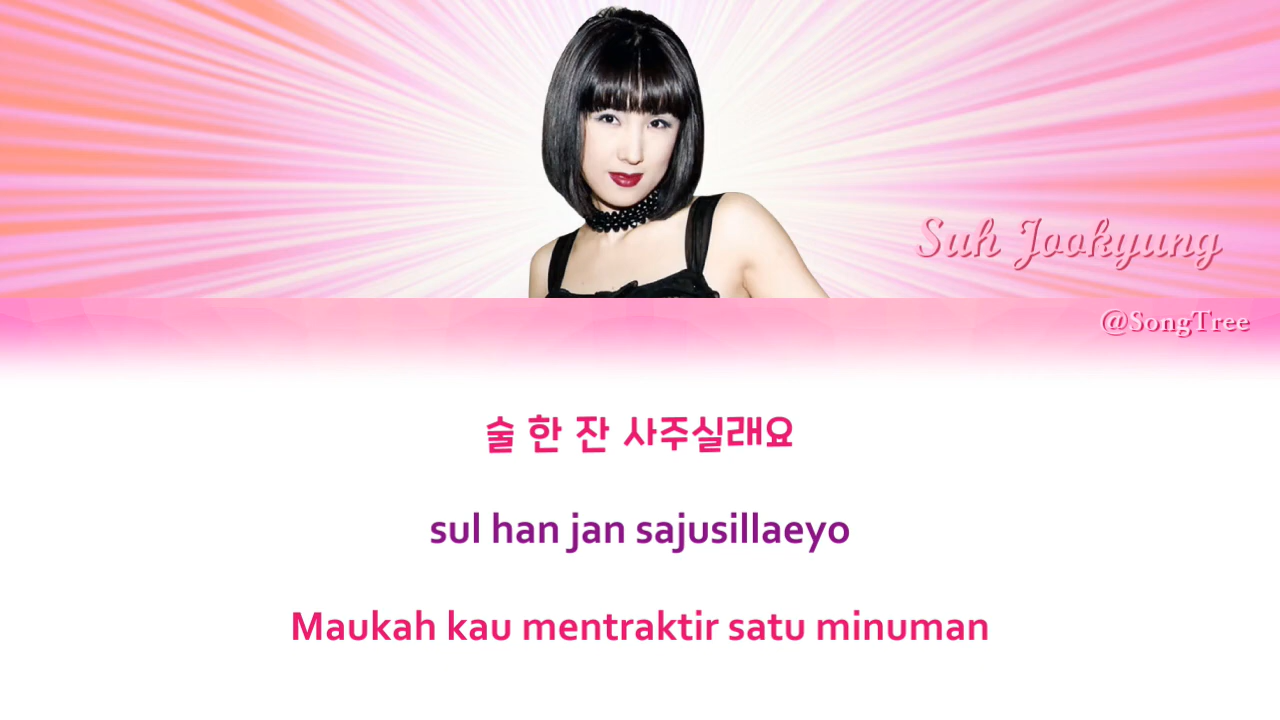 Suh Jookyung
@SongTree
술 한 잔 사주실래요
sul han jan sajusillaeyo
Maukah kau mentraktir satu minuman